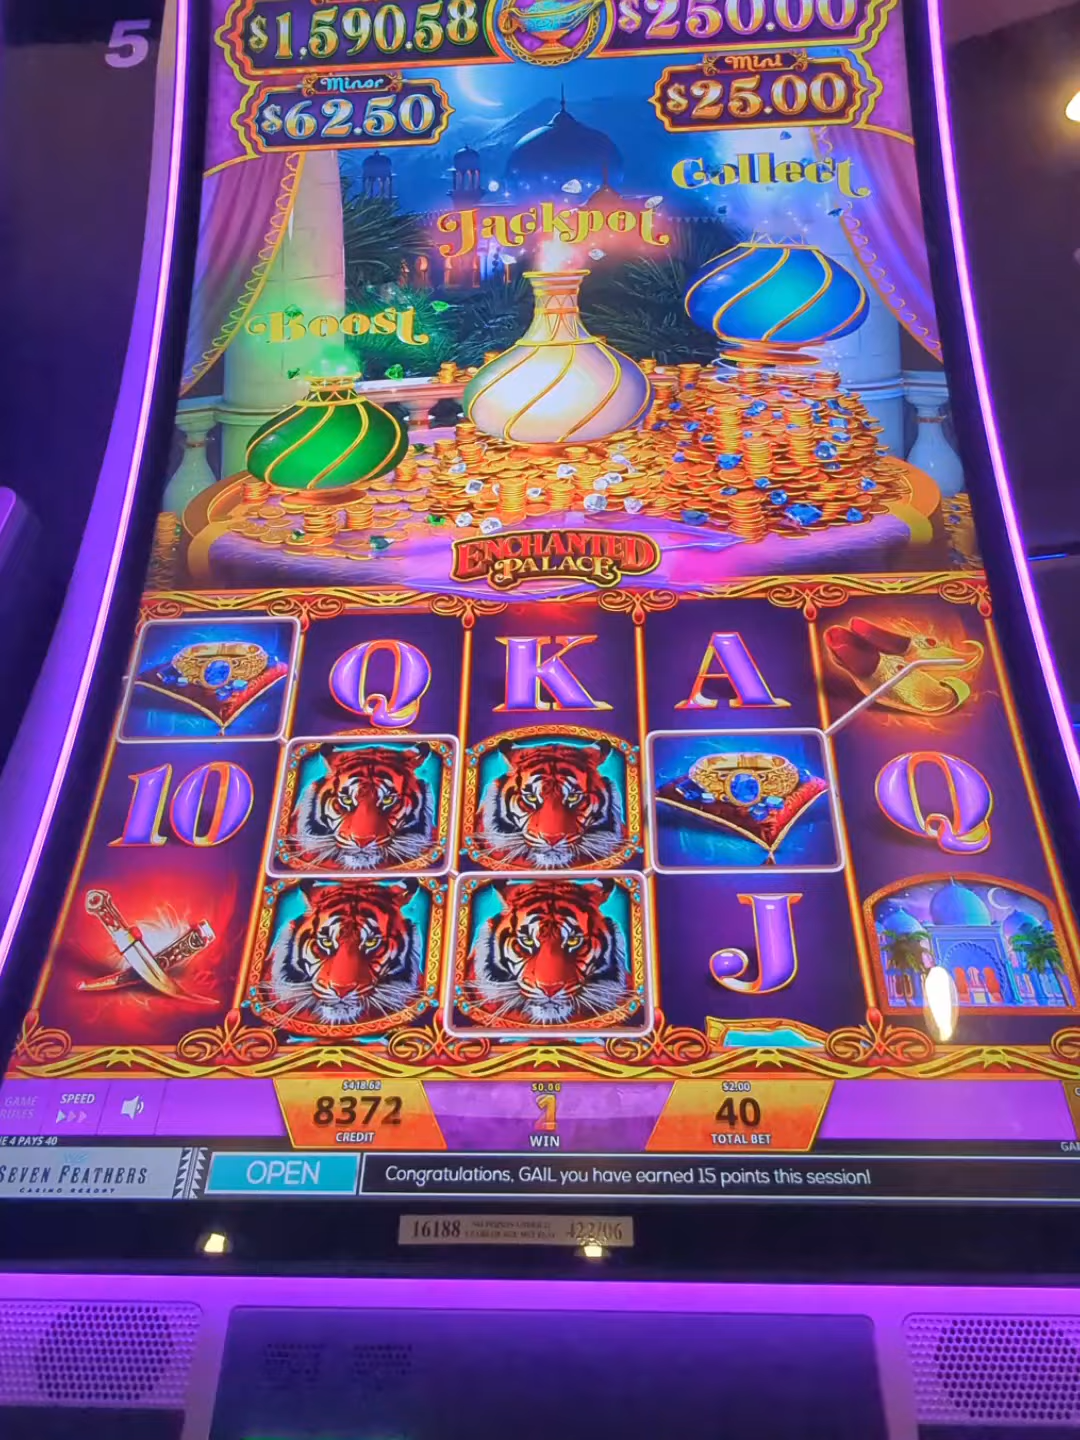 5
$1,590.58
$250.00
Minor
$62.50
Mini
$25.00
Collect
Jackpot
Boost
ENCHANTED
PALACE
Q K A
10 Q
J
GAME
RULES
SPEED
$418.62
8372
CREDIT
$0.00
WIN
$2.00
40
TOTAL BET
E 4 PAYS 40
SEVEN FEATHERS
CASINO RESORT
OPEN
Congratulations, GAIL you have earned 15 points this session!
16188